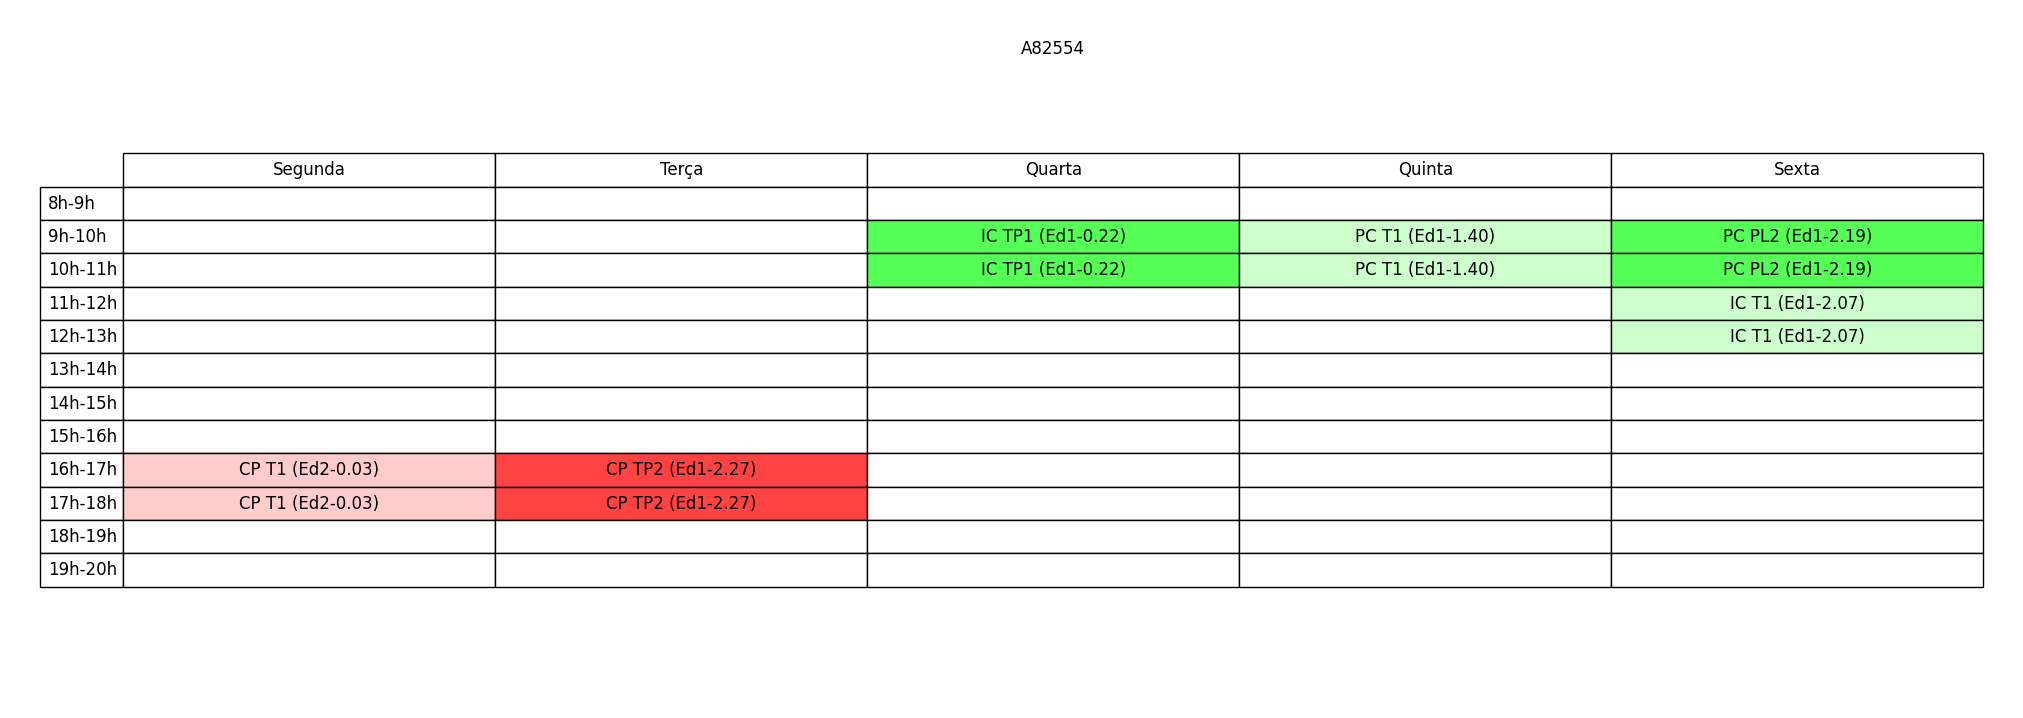 A82554
Segunda Terça Quarta Quinta Sexta
8h-9h
9h-10h IC TP1 (Ed1-0.22) PC T1 (Ed1-1.40) PC PL2 (Ed1-2.19)
10h-11h IC TP1 (Ed1-0.22) PC T1 (Ed1-1.40) PC PL2 (Ed1-2.19)
11h-12h IC T1 (Ed1-2.07)
12h-13h IC T1 (Ed1-2.07)
13h-14h
14h-15h
15h-16h
16h-17h CP T1 (Ed2-0.03) CP TP2 (Ed1-2.27)
17h-18h CP T1 (Ed2-0.03) CP TP2 (Ed1-2.27)
18h-19h
19h-20h